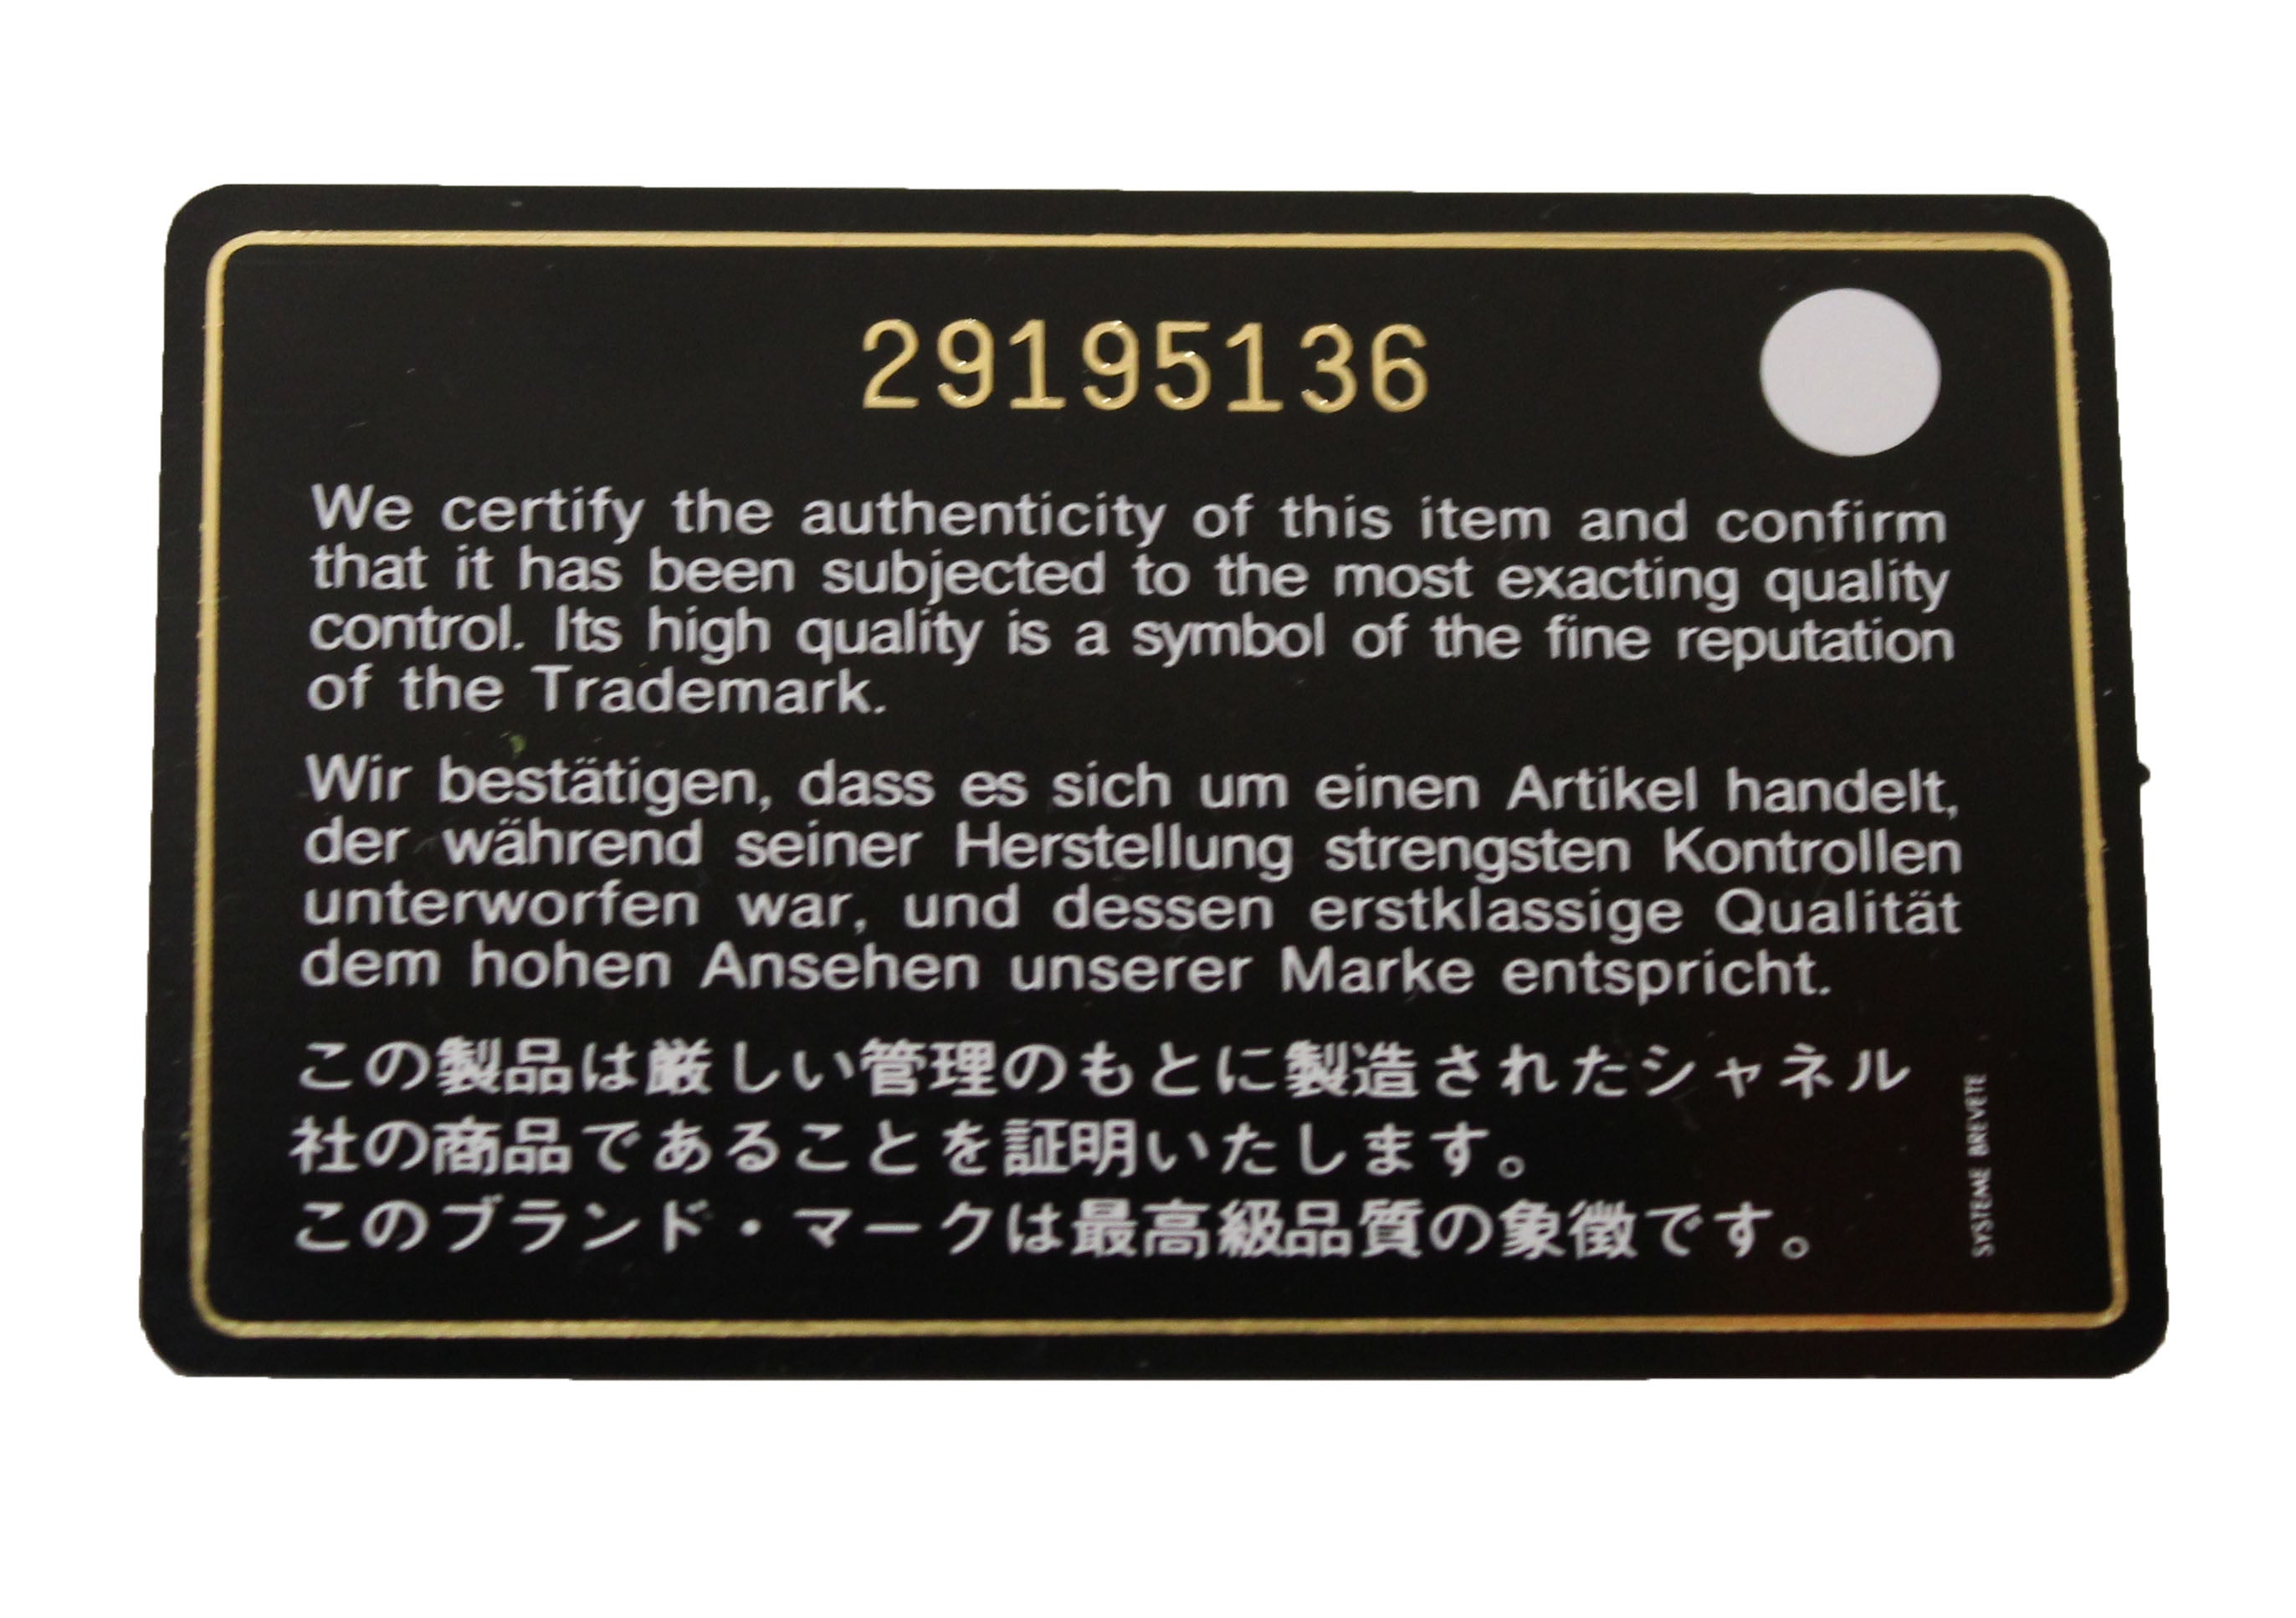 29195136
We certify the authenticity of this item and confirm
that it has been subjected to the most exacting quality
control. Its high quality is a symbol of the fine reputation
of the Trademark.
Wir bestätigen, dass es sich um einen Artikel handelt,
der während seiner Herstellung strengsten Kontrollen
unterworfen war, und dessen erstklassige Qualität
dem hohen Ansehen unserer Marke entspricht.
この製品は厳しい管理のもとに製造されたシャネル
社の商品であることを証明いたします。
このブランド・マークは最高級品質の象徴です。
SYSTEME BREVETE